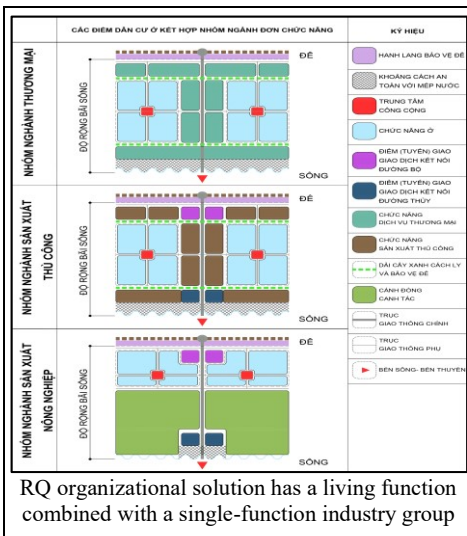 CÁC ĐIỂM DÂN CƯ Ở KẾT HỢP NHÓM NGÀNH ĐƠN CHỨC NĂNG
KÝ HIỆU
NHÓM NGHÀNH THƯƠNG MẠI
ĐỘ RỘNG BÃI SÔNG
ĐÊ
SÔNG
NHÓM NGHÀNH SẢN XUẤT
THỦ CÔNG
ĐỘ RỘNG BÃI SÔNG
ĐÊ
SÔNG
NHÓM NGHÀNH SẢN XUẤT
NÔNG NGHIỆP
ĐỘ RỘNG BÃI SÔNG
ĐÊ
SÔNG
HANH LANG BẢO VỆ ĐÊ
KHOẢNG CÁCH AN
TOÀN VỚI MÉP NƯỚC
TRUNG TÂM
CÔNG CỘNG
CHỨC NĂNG Ở
ĐIỂM (TUYẾN) GIAO
GIAO DỊCH KẾT NỐI
ĐƯỜNG BỘ
ĐIỂM (TUYẾN) GIAO
GIAO DỊCH KẾT NỐI
ĐƯỜNG THỦY
CHỨC NĂNG
DỊCH VỤ THƯƠNG MẠI
CHỨC NĂNG
SẢN XUẤT THỦ CÔNG
DẢI CÂY XANH CÁCH LY
VÀ BẢO VỆ ĐÊ
CÁNH ĐỒNG
CANH TÁC
TRỤC
GIAO THÔNG CHÍNH
TRỤC
GIAO THÔNG PHỤ
BẾN SÔNG- BẾN THUYỀN
RQ organizational solution has a living function
combined with a single-function industry group